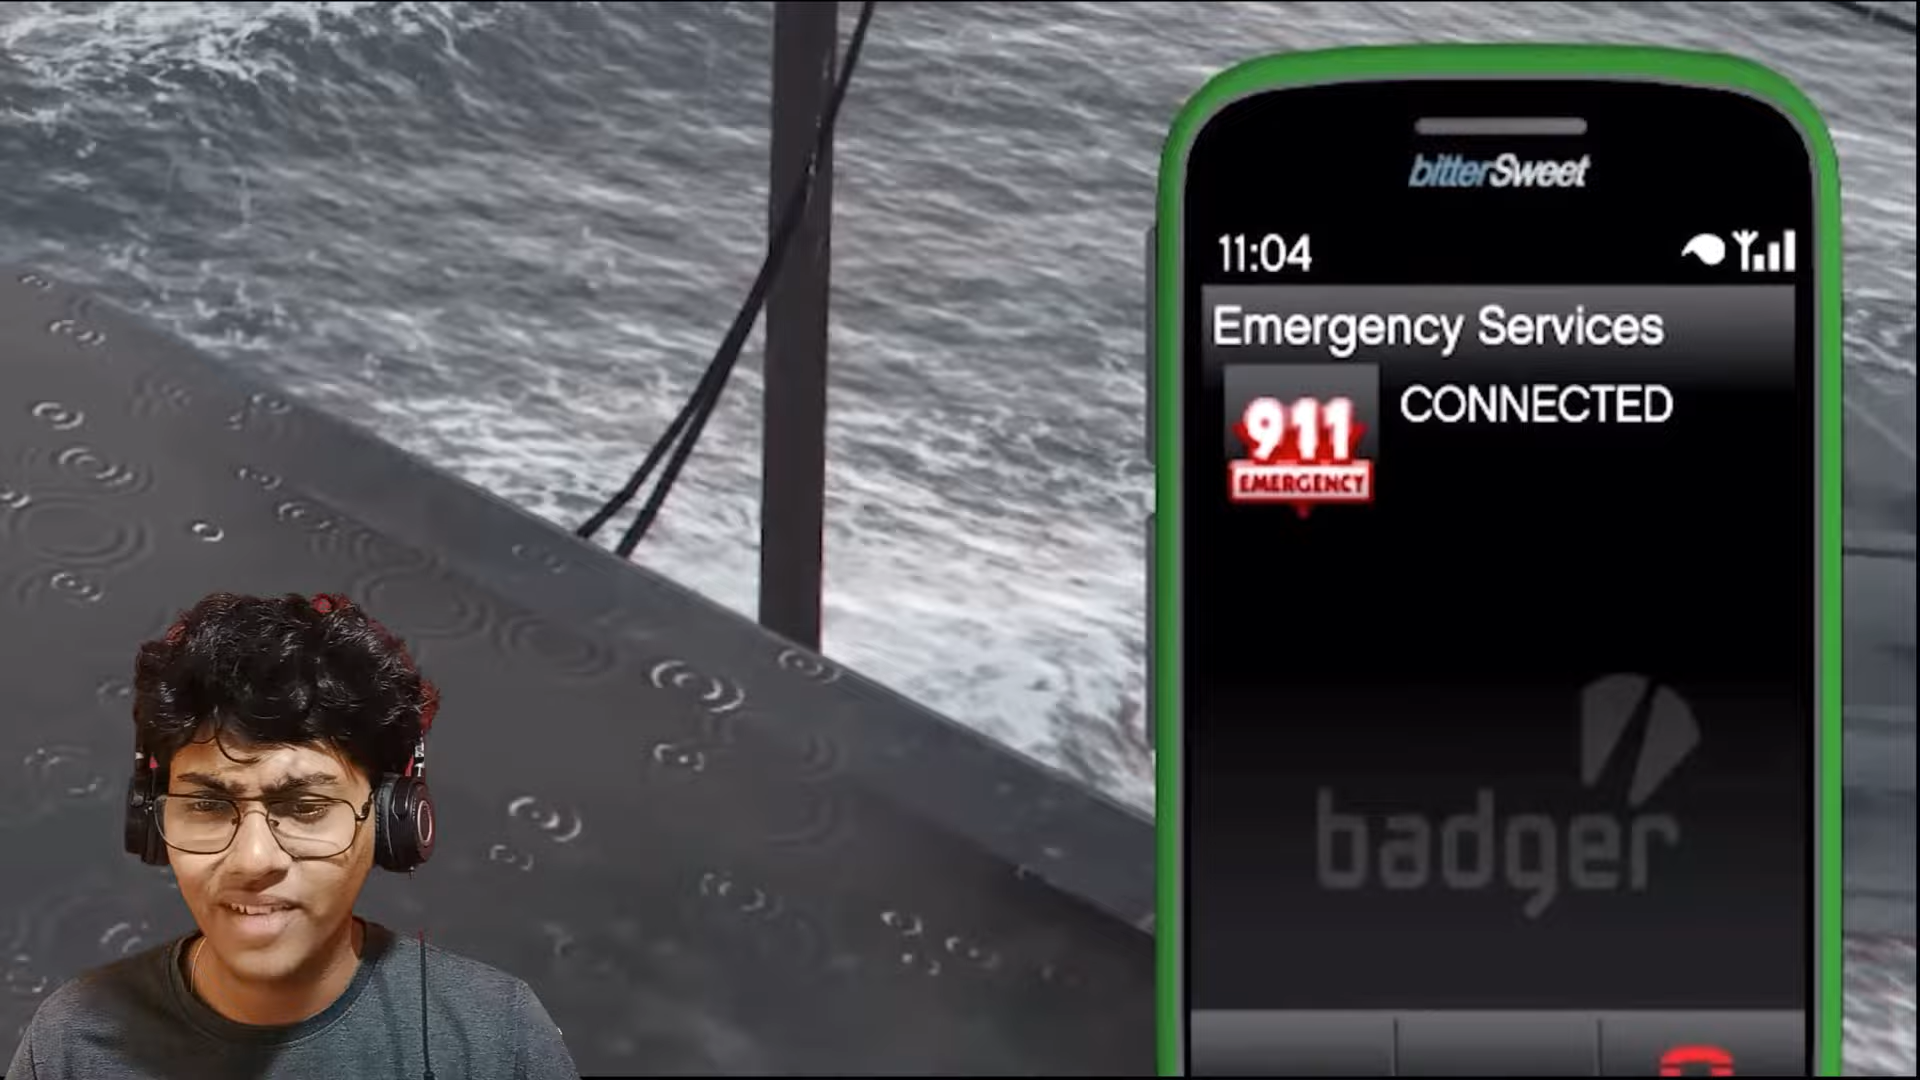 bitterSweet
11:04
Emergency Services
911
EMERGENCY
CONNECTED
badger